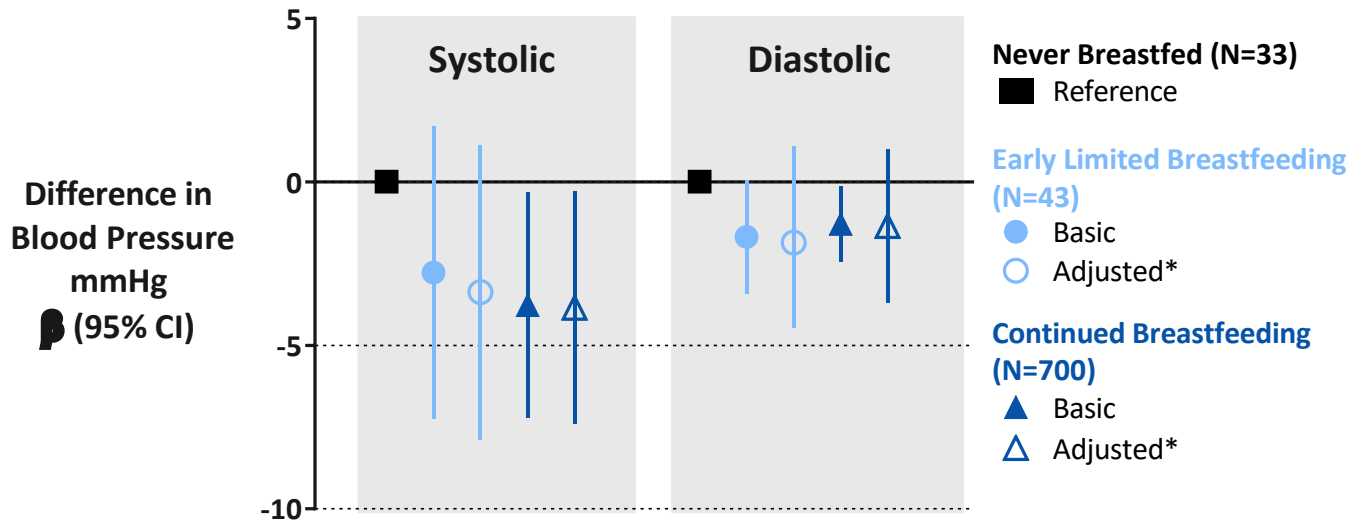 5
0
-5
-10
Difference in
Blood Pressure
mmHg
β (95% CI)
Systolic
Diastolic
Never Breastfed (N=33)
Reference
Early Limited Breastfeeding
(N=43)
Basic
Adjusted*
Continued Breastfeeding
(N=700)
Basic
Adjusted*